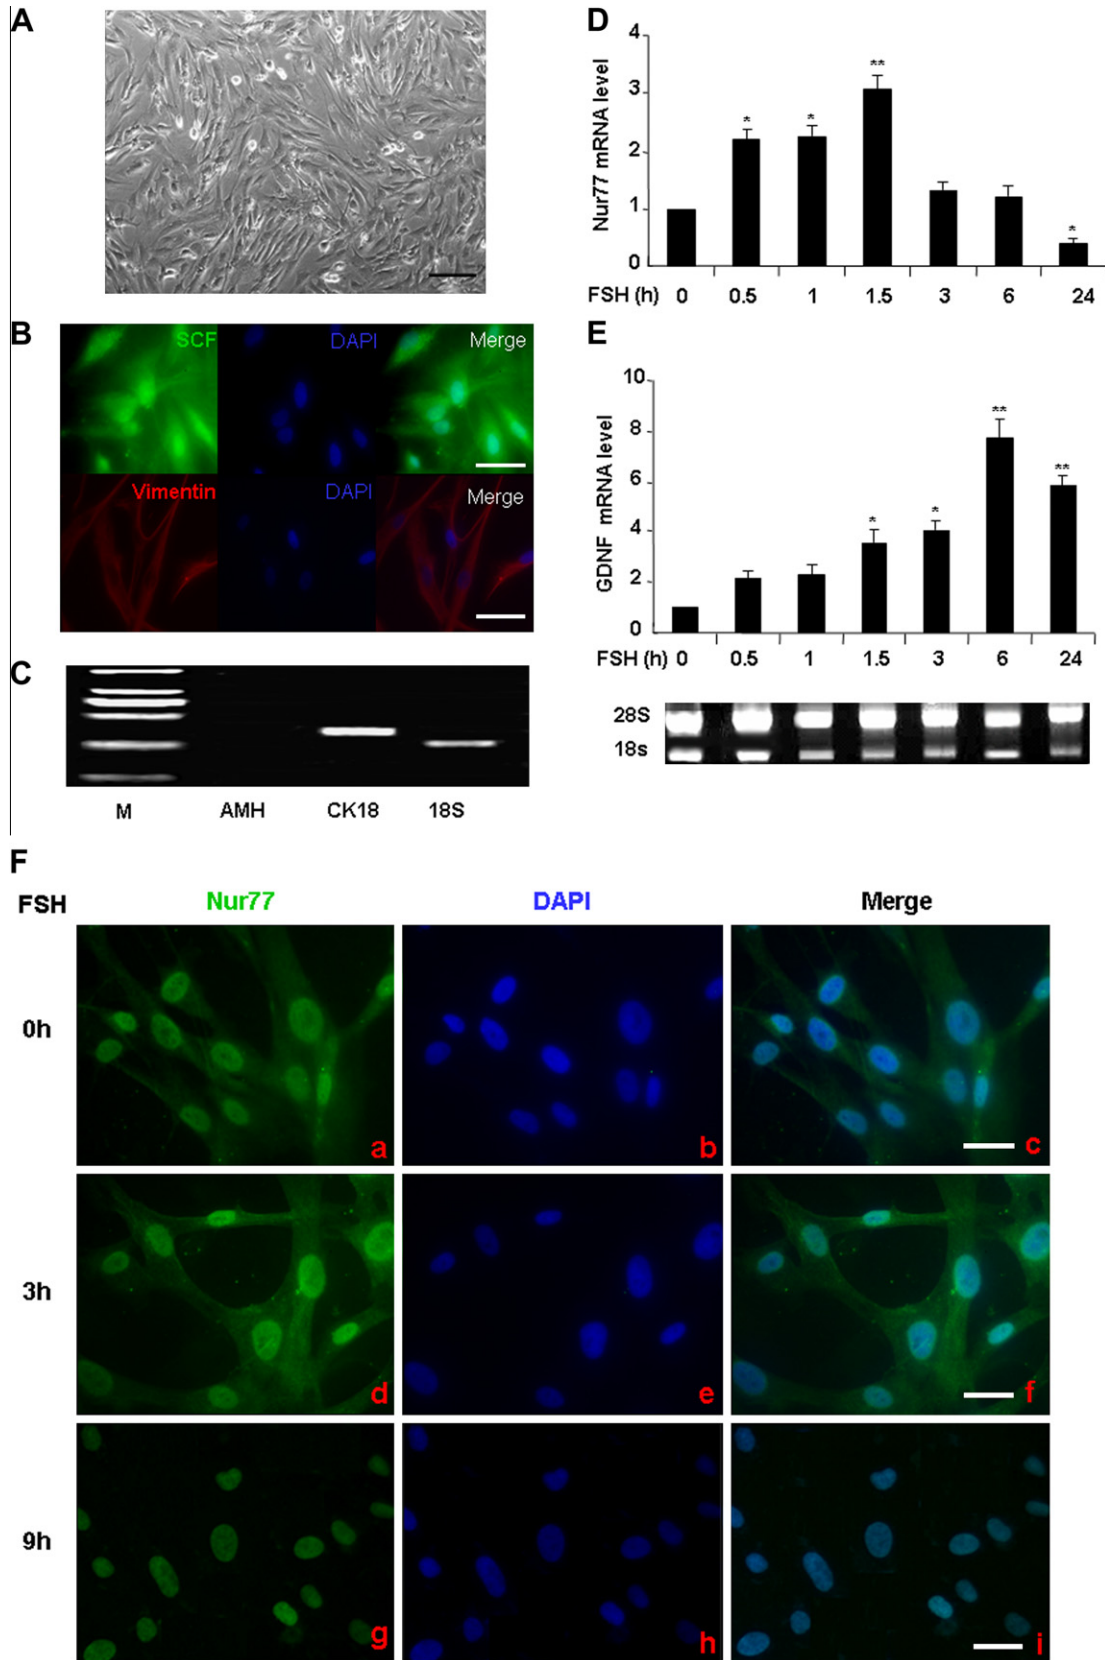 A
B
SCF DAPI Merge
Vimentin DAPI Merge
C
M AMH CK18 18S
D
Nur77 mRNA level
4
3
2
1
0
* * ** *
FSH (h) 0 0.5 1 1.5 3 6 24
E
GDNF mRNA level
10
8
6
4
2
0
* * ** **
FSH (h) 0 0.5 1 1.5 3 6 24
28S
18s
F
FSH Nur77 DAPI Merge
0h
a b c
3h
d e f
9h
g h i